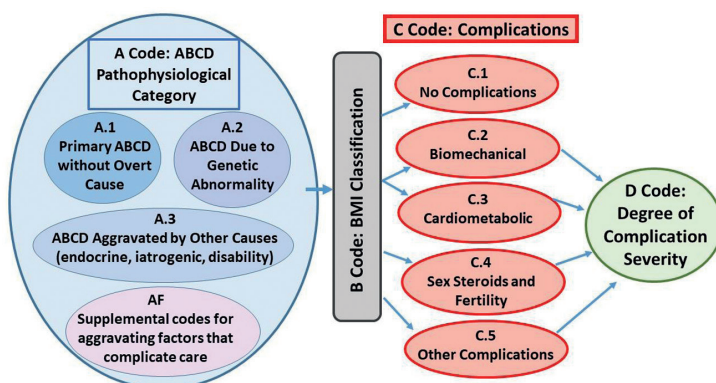 A Code: ABCD
Pathophysiological
Category
A.1
Primary ABCD
without Overt
Cause
A.2
ABCD Due to
Genetic
Abnormality
A.3
ABCD Aggravated by Other Causes
(endocrine, iatrogenic, disability)
AF
Supplemental codes for
aggravating factors that
complicate care
B Code: BMI Classification
C Code: Complications
C.1
No Complications
C.2
Biomechanical
C.3
Cardiometabolic
C.4
Sex Steroids and
Fertility
C.5
Other Complications
D Code:
Degree of
Complication
Severity